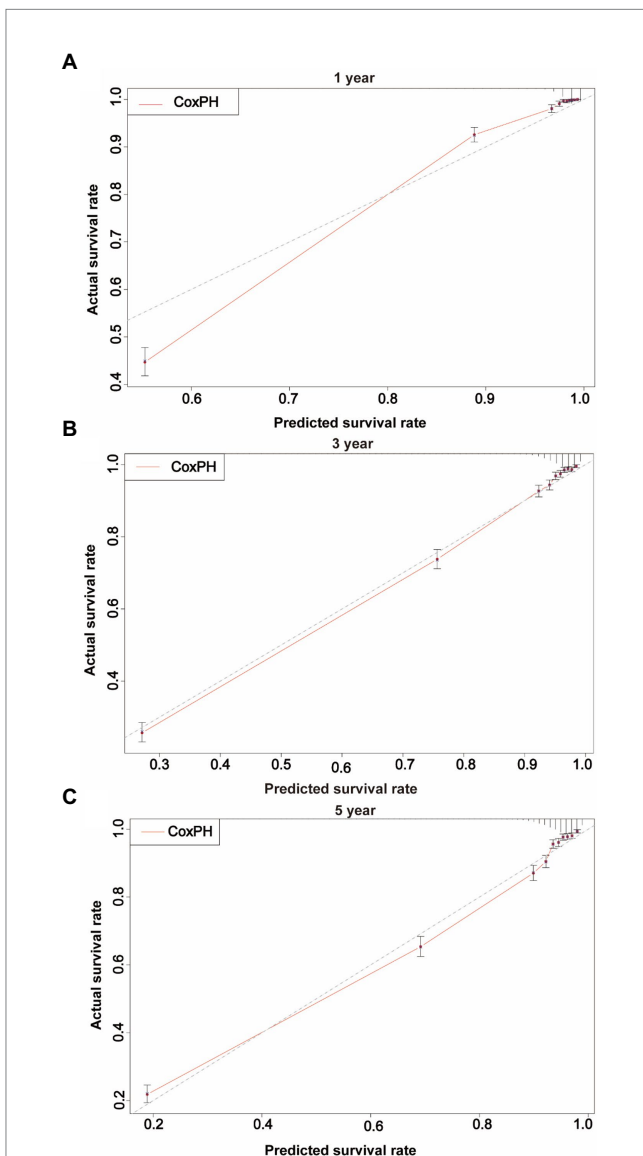 A
1 year
CoxPH
Actual survival rate
1.0
0.9
0.8
0.7
0.6
0.5
0.4
0.6 0.7 0.8 0.9 1.0
Predicted survival rate
B
3 year
CoxPH
Actual survival rate
1.0
0.8
0.6
0.4
0.3 0.4 0.5 0.6 0.7 0.8 0.9 1.0
Predicted survival rate
C
5 year
CoxPH
Actual survival rate
1.0
0.8
0.6
0.4
0.2
0.2 0.4 0.6 0.8 1.0
Predicted survival rate